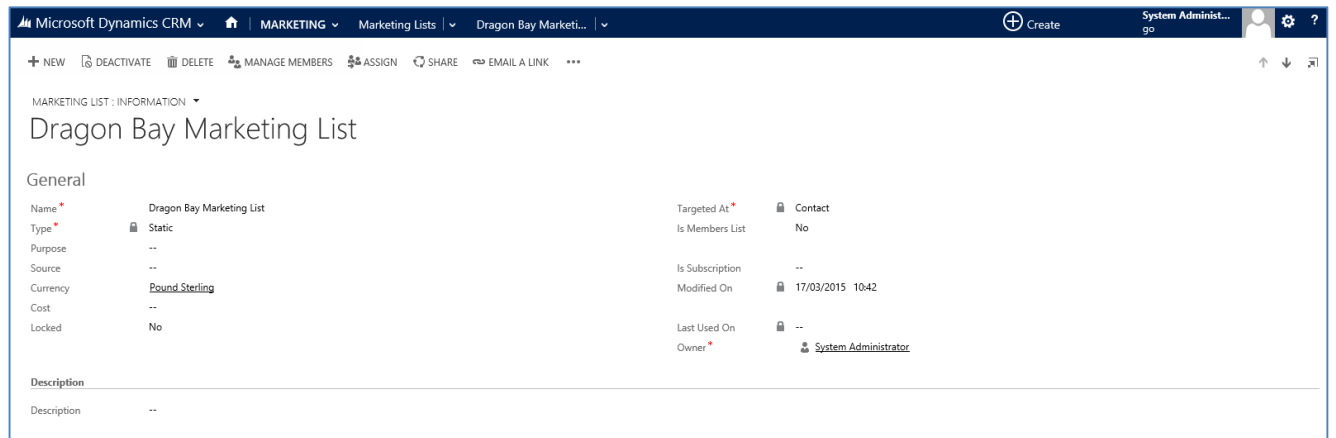 Microsoft Dynamics CRM MARKETING Marketing Lists Dragon Bay Marketi... Create System Administ...
go ?
+ NEW DEACTIVATE DELETE MANAGE MEMBERS ASSIGN SHARE EMAIL A LINK •••
MARKETING LIST : INFORMATION
Dragon Bay Marketing List
General
Name* Dragon Bay Marketing List Targeted At* Contact
Type* Static Is Members List No
Purpose --
Source -- Is Subscription --
Currency Pound Sterling Modified On 17/03/2015 10:42
Cost --
Locked No Last Used On --
Owner* System Administrator
Description
Description --